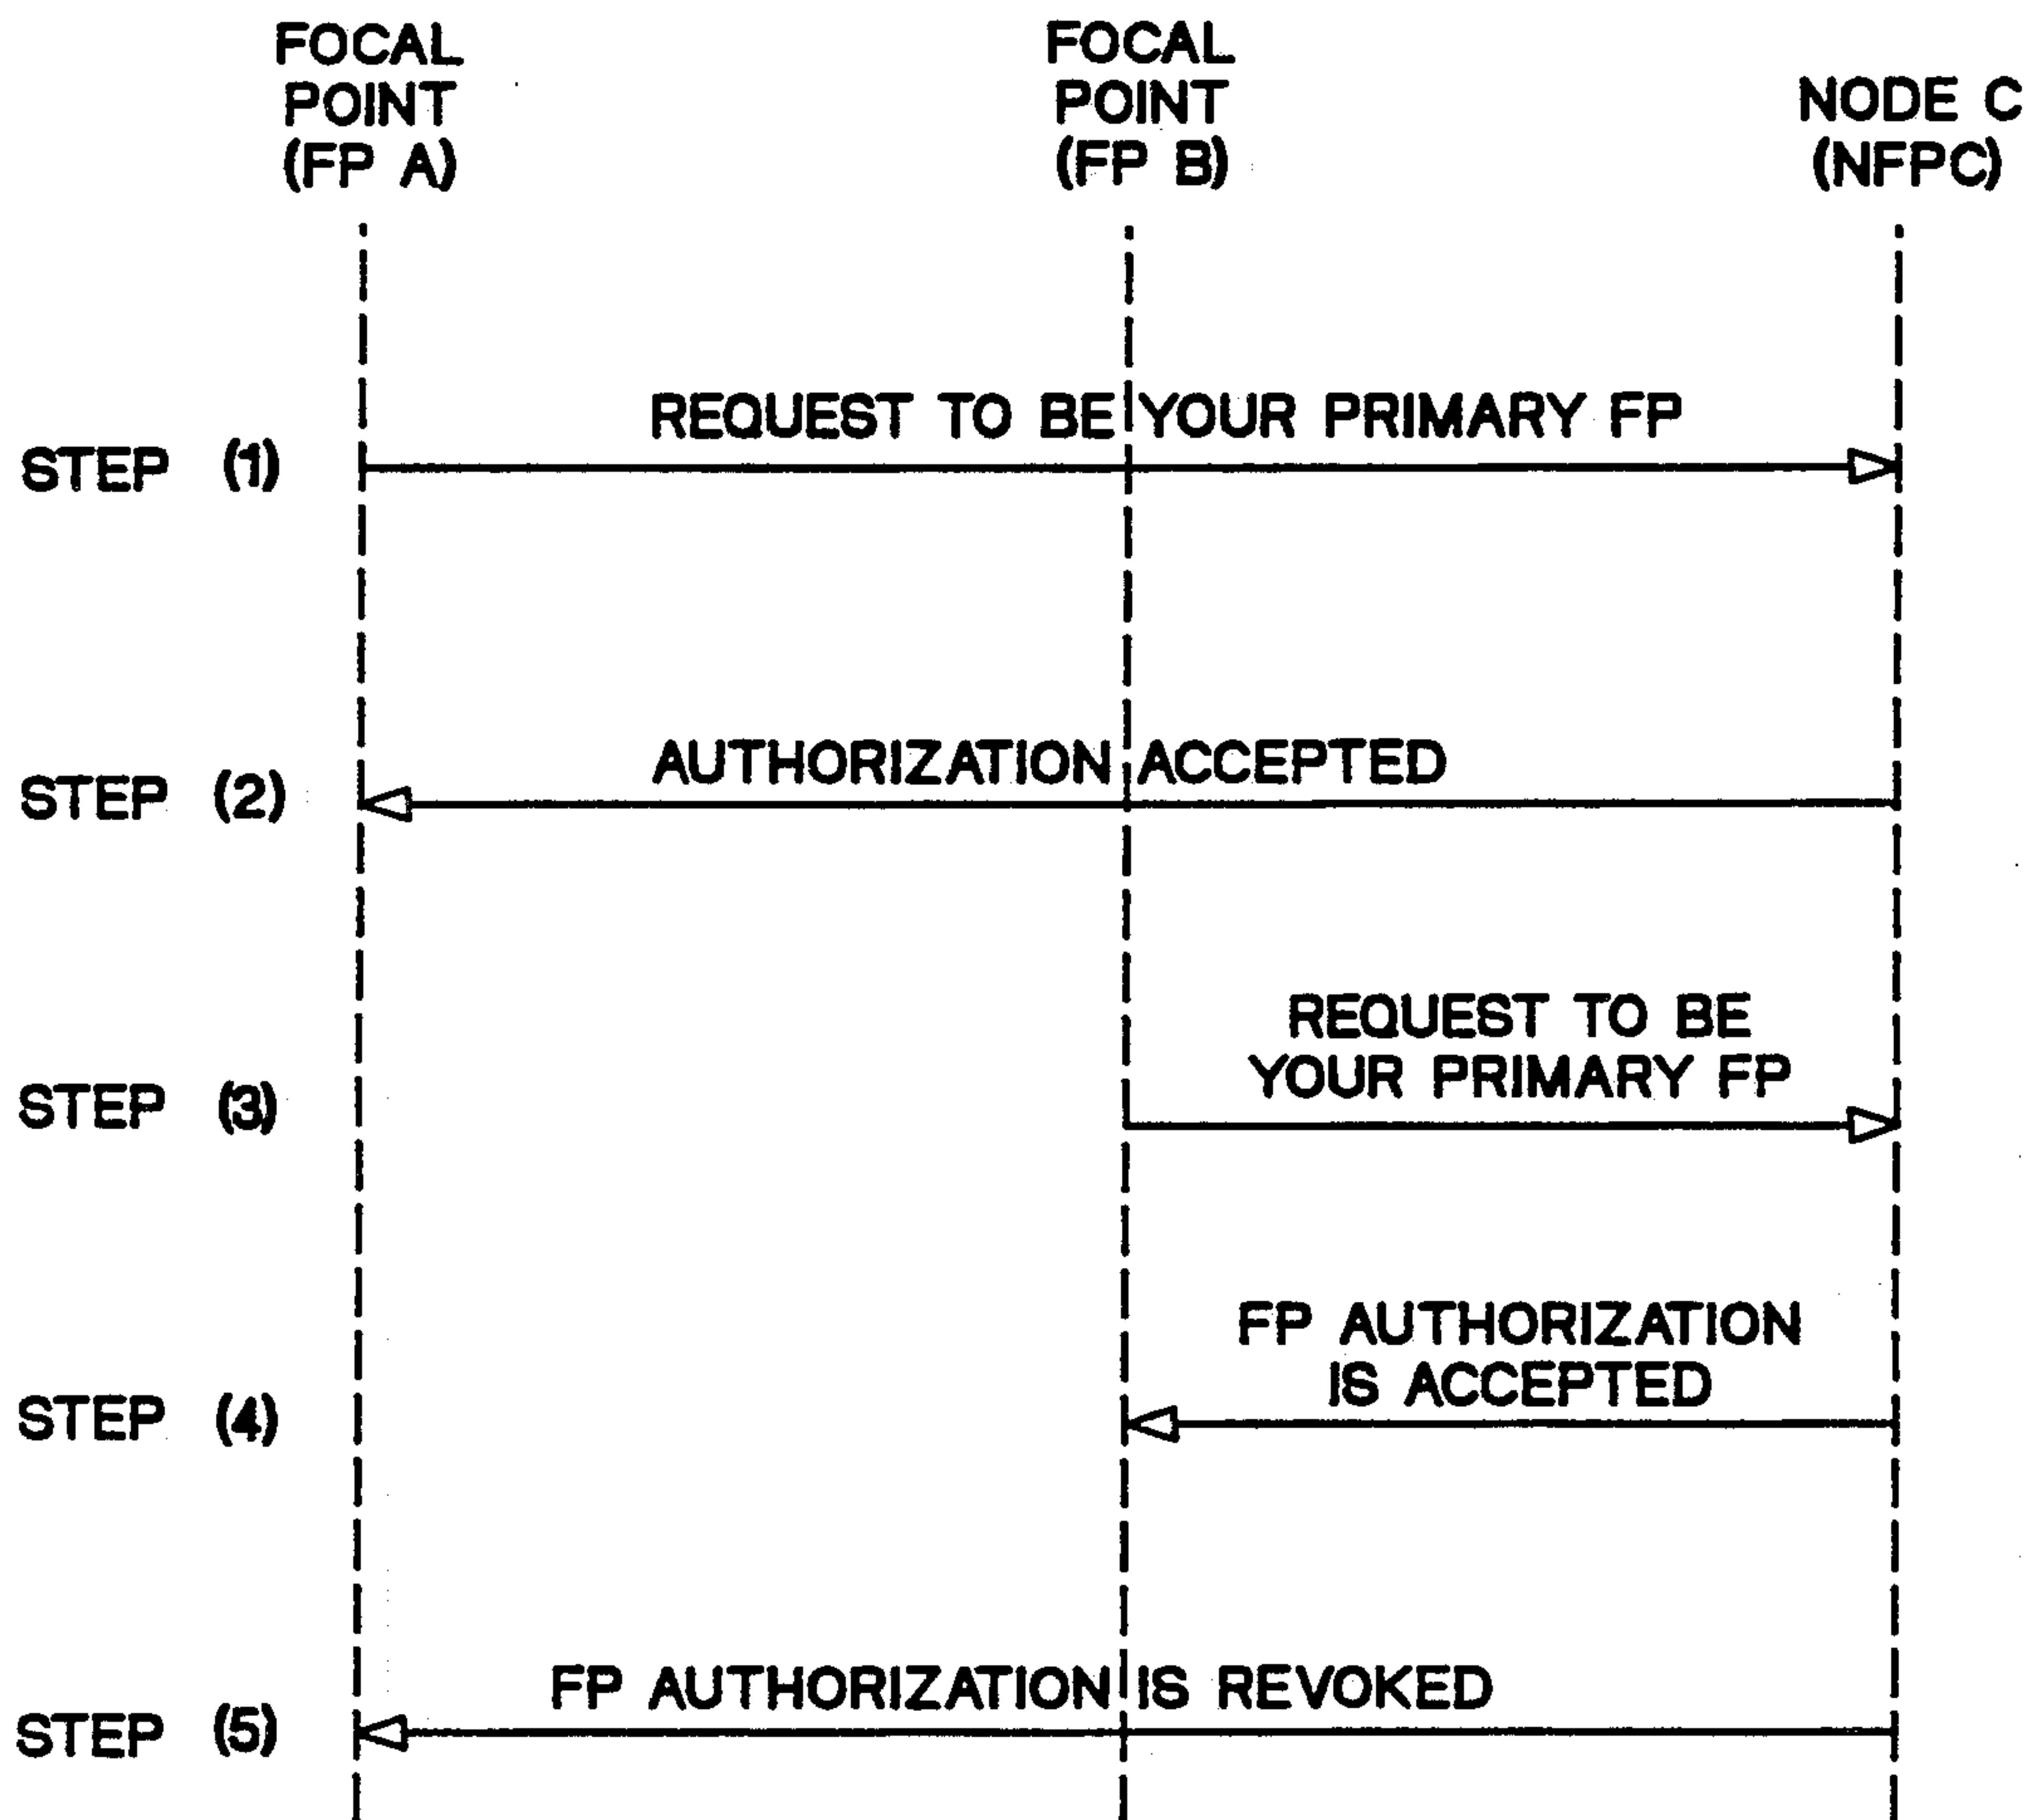 FOCAL
POINT
(FP A)
FOCAL
POINT
(FP B)
NODE C
(NFPC)
STEP (1)
REQUEST TO BE YOUR PRIMARY FP
STEP (2)
AUTHORIZATION ACCEPTED
STEP (3)
REQUEST TO BE
YOUR PRIMARY FP
STEP (4)
FP AUTHORIZATION
IS ACCEPTED
STEP (5)
FP AUTHORIZATION IS REVOKED